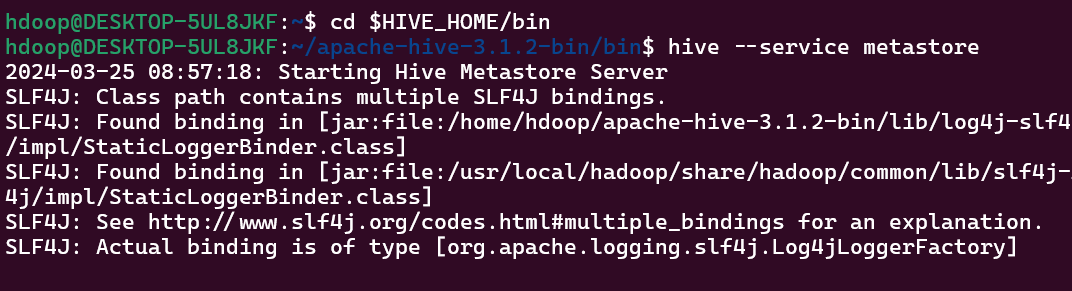 hdoop@DESKTOP-5UL8JKF:~$ cd $HIVE_HOME/bin
hdoop@DESKTOP-5UL8JKF:~/apache-hive-3.1.2-bin/bin$ hive --service metastore
2024-03-25 08:57:18: Starting Hive Metastore Server
SLF4J: Class path contains multiple SLF4J bindings.
SLF4J: Found binding in [jar:file:/home/hdoop/apache-hive-3.1.2-bin/lib/log4j-slf4
/impl/StaticLoggerBinder.class]
SLF4J: Found binding in [jar:file:/usr/local/hadoop/share/hadoop/common/lib/slf4j-
4j/impl/StaticLoggerBinder.class]
SLF4J: See http://www.slf4j.org/codes.html#multiple_bindings for an explanation.
SLF4J: Actual binding is of type [org.apache.logging.slf4j.Log4jLoggerFactory]